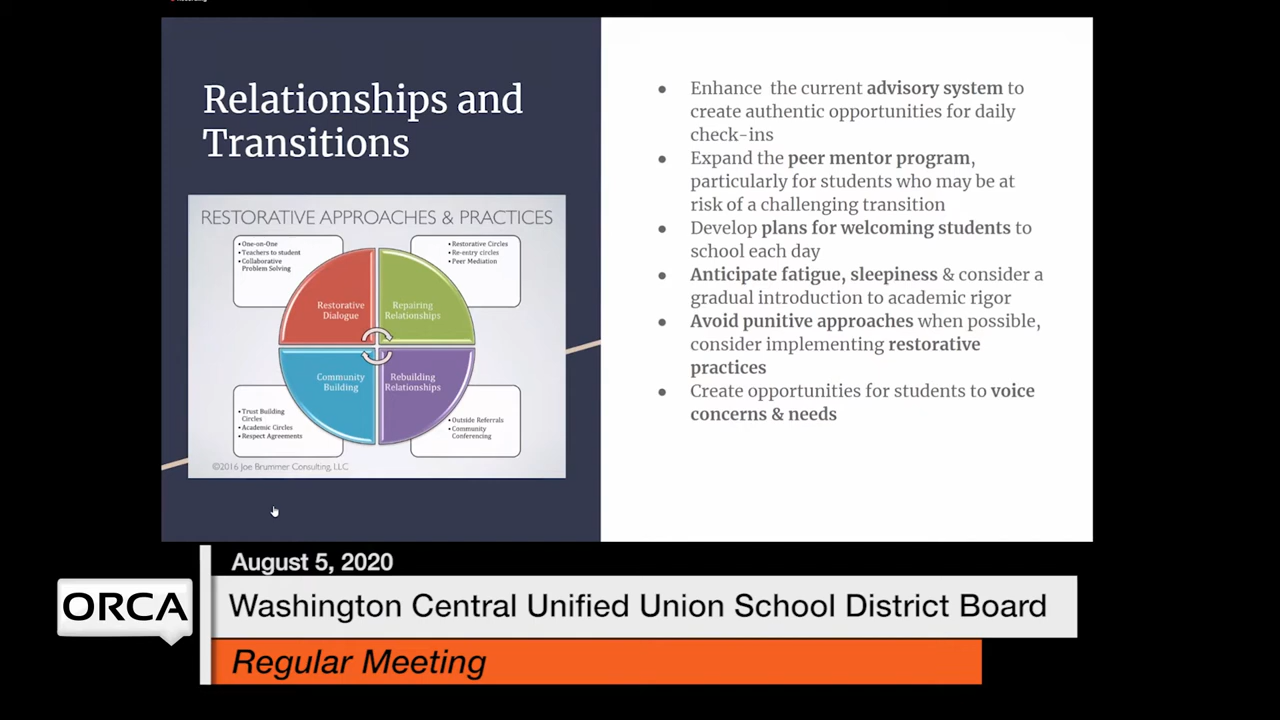 Relationships and
Transitions
RESTORATIVE APPROACHES & PRACTICES
• One-on-One
• Teachers to student
• Collaborative
Problem Solving
• Restorative Circles
• Re-entry circles
• Peer Mediation
Restorative
Dialogue
Repairing
Relationships
Community
Building
Rebuilding
Relationships
• Trust Building
Circles
• Academic Circles
• Respect Agreements
• Outside Referrals
• Community
Conferencing
©2016 Joe Brummer Consulting, LLC
● Enhance the current advisory system to
create authentic opportunities for daily
check-ins
● Expand the peer mentor program,
particularly for students who may be at
risk of a challenging transition
● Develop plans for welcoming students to
school each day
● Anticipate fatigue, sleepiness & consider a
gradual introduction to academic rigor
● Avoid punitive approaches when possible,
consider implementing restorative
practices
● Create opportunities for students to voice
concerns & needs
August 5, 2020
ORCA
Washington Central Unified Union School District Board
Regular Meeting